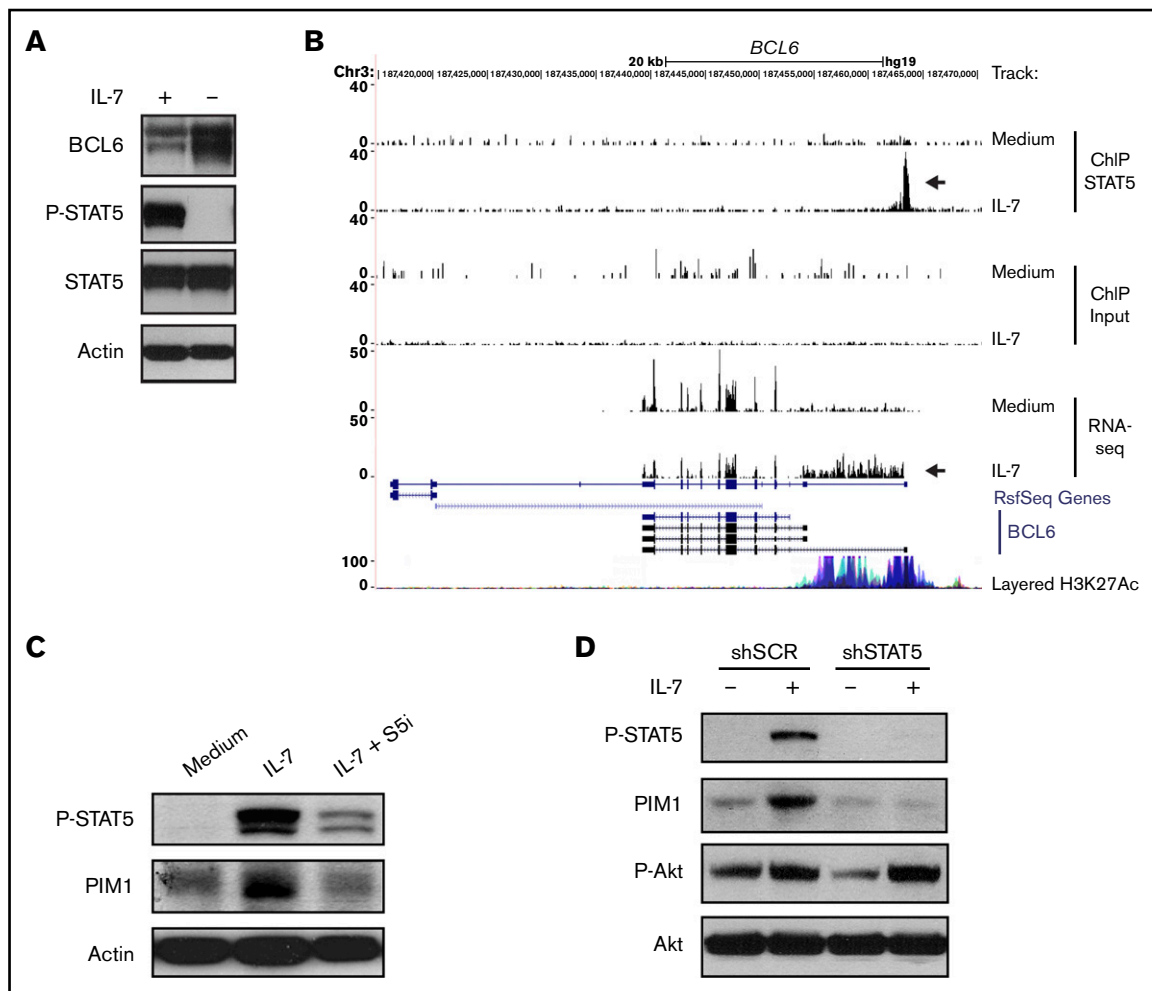 A
IL-7 + –
BCL6
P-STAT5
STAT5
Actin
B
BCL6
20 kb hg19
Chr3: 187,420,000 187,425,000 187,430,000 187,435,000 187,440,000 187,445,000 187,450,000 187,455,000 187,460,000 187,465,000 187,470,000 Track:
40
0 Medium
40
0 IL-7
ChIP
STAT5
40
0 Medium
40
0 IL-7
ChIP
Input
50
0 Medium
50
0 IL-7
RNA-
seq
RsfSeq Genes
BCL6
100
0 Layered H3K27Ac
C
Medium IL-7 IL-7 + S5i
P-STAT5
PIM1
Actin
D
shSCR shSTAT5
IL-7 – + – +
P-STAT5
PIM1
P-Akt
Akt